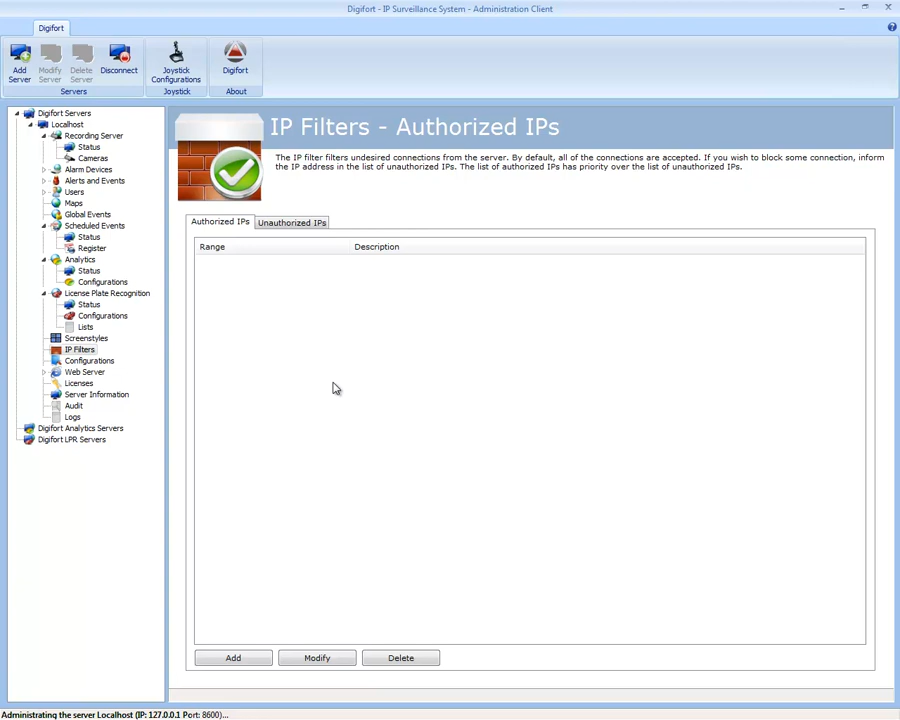 Digifort - IP Surveillance System - Administration Client
Digifort
Add Server
Modify Server
Delete Server
Disconnect
Joystick Configurations
Digifort
Servers
Joystick
About
Digifort Servers
Localhost
Recording Server
Status
Cameras
Alarm Devices
Alerts and Events
Users
Maps
Global Events
Scheduled Events
Status
Register
Analytics
Status
Configurations
License Plate Recognition
Status
Configurations
Lists
Screenstyles
IP Filters
Configurations
Web Server
Licenses
Server Information
Audit
Logs
Digifort Analytics Servers
Digifort LPR Servers
IP Filters - Authorized IPs
The IP filter filters undesired connections from the server. By default, all of the connections are accepted. If you wish to block some connection, inform
the IP address in the list of unauthorized IPs. The list of authorized IPs has priority over the list of unauthorized IPs.
Authorized IPs
Unauthorized IPs
Range
Description
Add
Modify
Delete
Administrating the server Localhost (IP: 127.0.0.1 Port: 8600)...